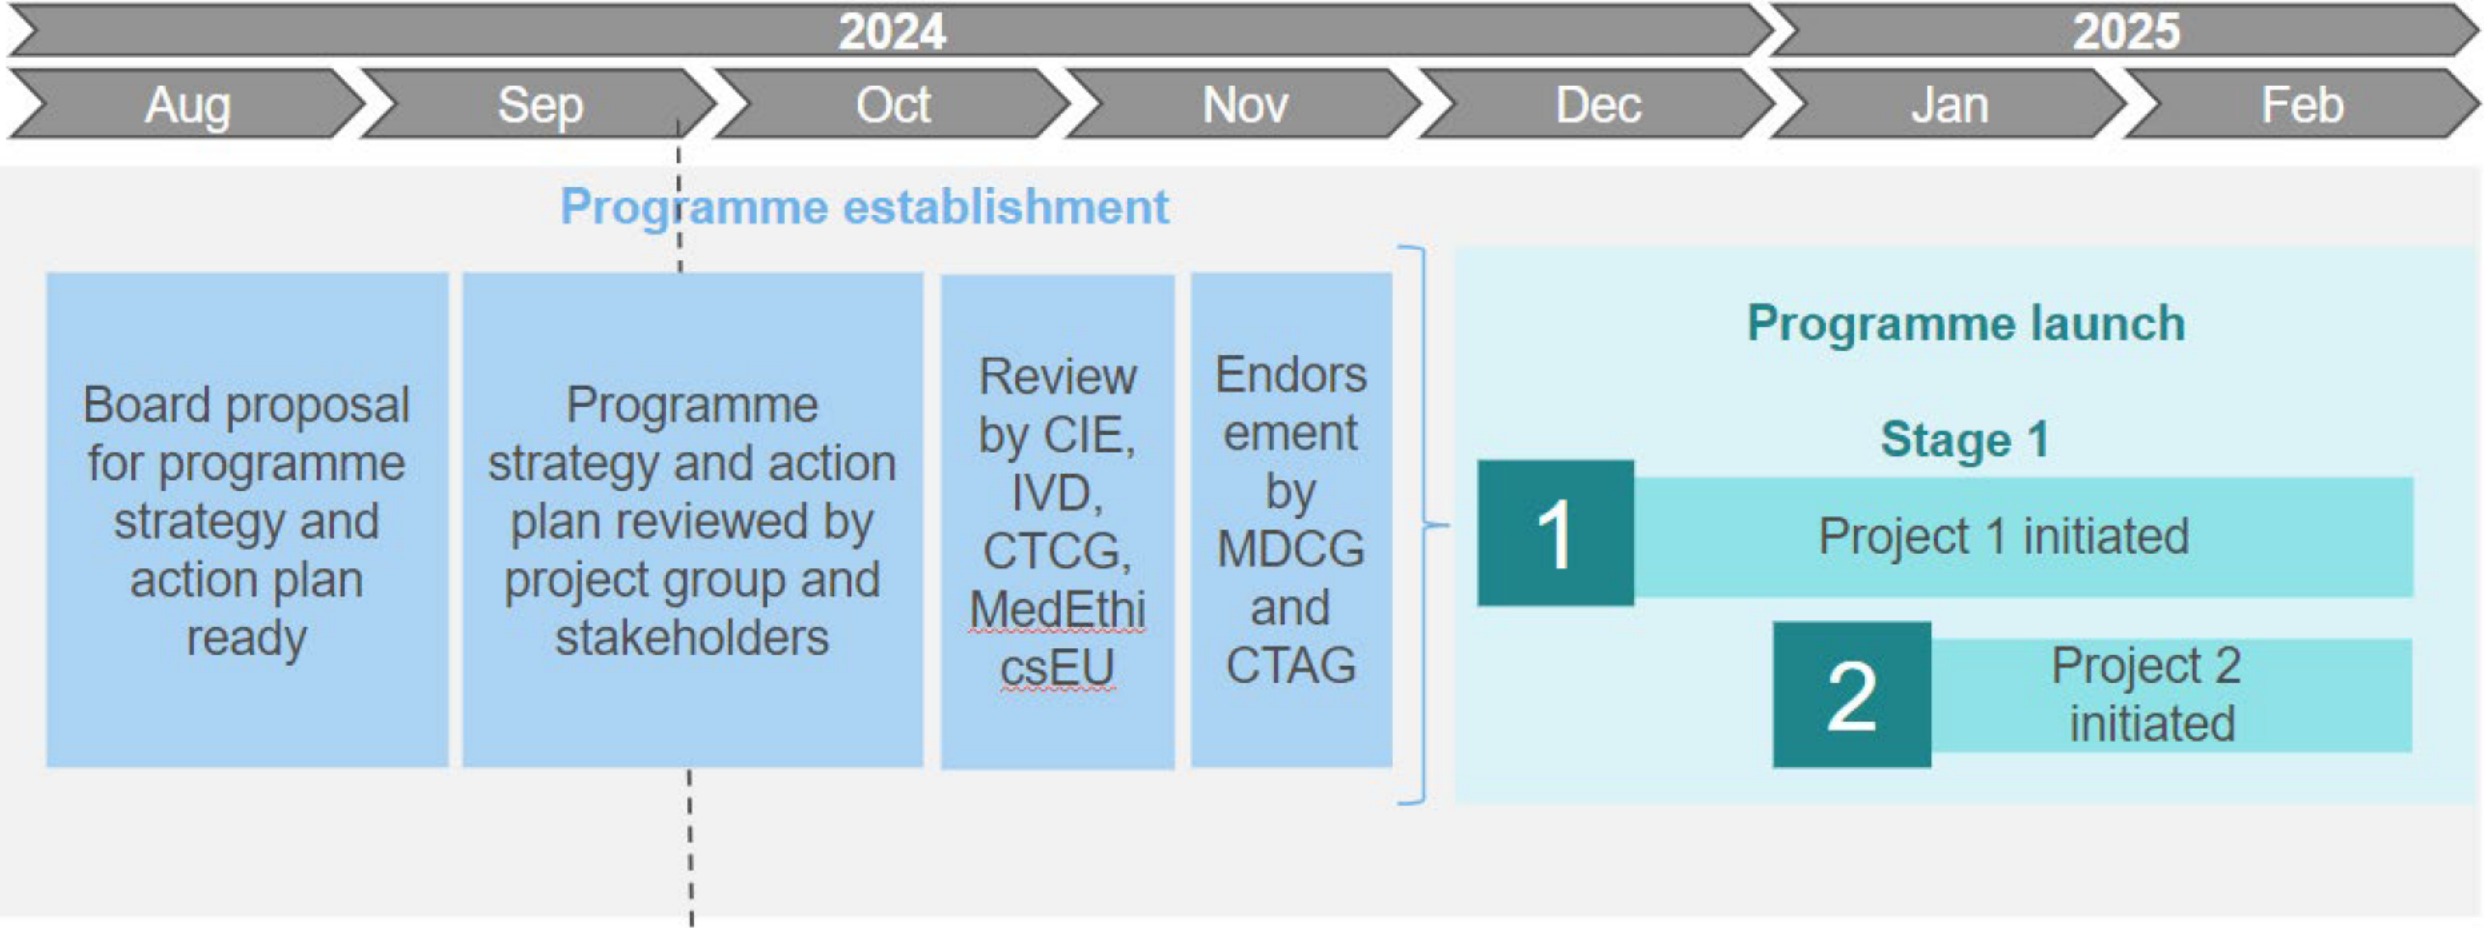 2024
2025
Aug
Sep
Oct
Nov
Dec
Jan
Feb
Programme establishment
Board proposal
for programme
strategy and
action plan
ready
Programme
strategy and action
plan reviewed by
project group and
stakeholders
Review
by CIE,
IVD,
CTCG,
MedEthi
csEU
Endors
ement
by
MDCG
and
CTAG
Programme launch
Stage 1
1
Project 1 initiated
2
Project 2
initiated